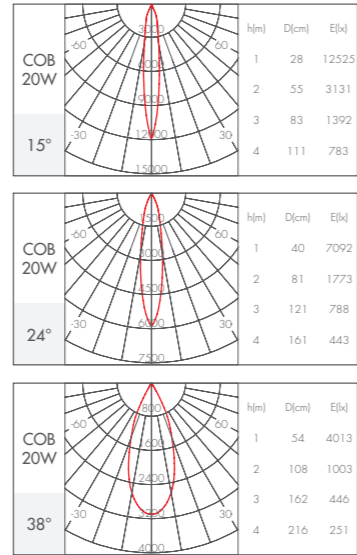 COB
20W
15°
3000
6000
9000
12000
15000
-60
60
-30
30
h(m) D(cm) E(lx)
1 28 12525
2 55 3131
3 83 1392
4 111 783
COB
20W
24°
1500
3000
4500
6000
7500
-60
60
-30
30
h(m) D(cm) E(lx)
1 40 7092
2 81 1773
3 121 788
4 161 443
COB
20W
38°
800
1600
2400
3200
4000
-60
60
-30
30
h(m) D(cm) E(lx)
1 54 4013
2 108 1003
3 162 446
4 216 251